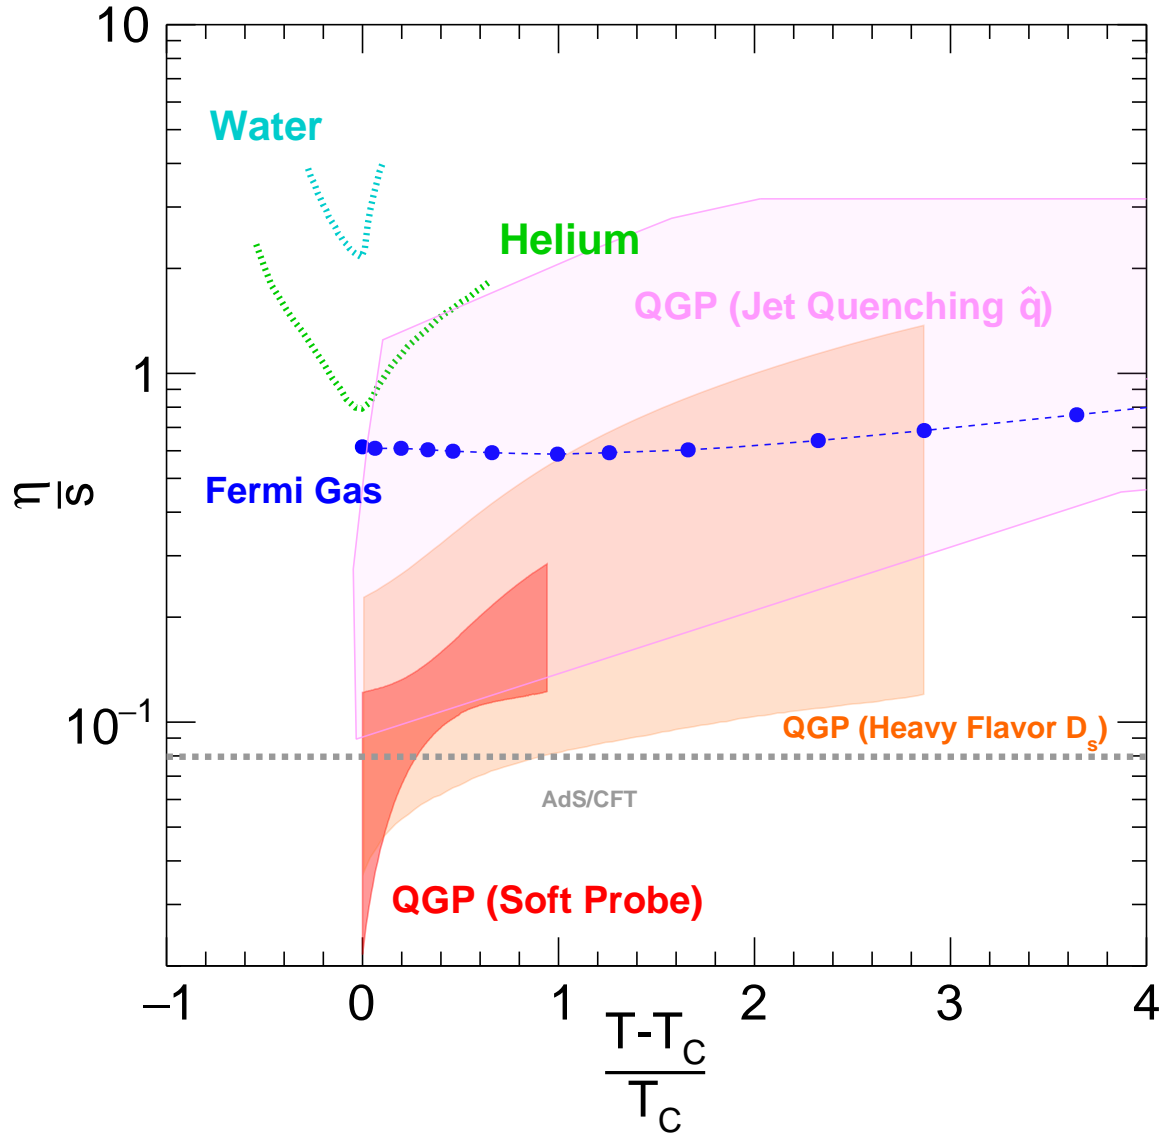 10
Water
Helium
QGP (Jet Quenching q̂)
1
η/s
Fermi Gas
10⁻¹
QGP (Heavy Flavor Dₛ)
AdS/CFT
QGP (Soft Probe)
−1 0 1 2 3 4
T-T_C
T_C